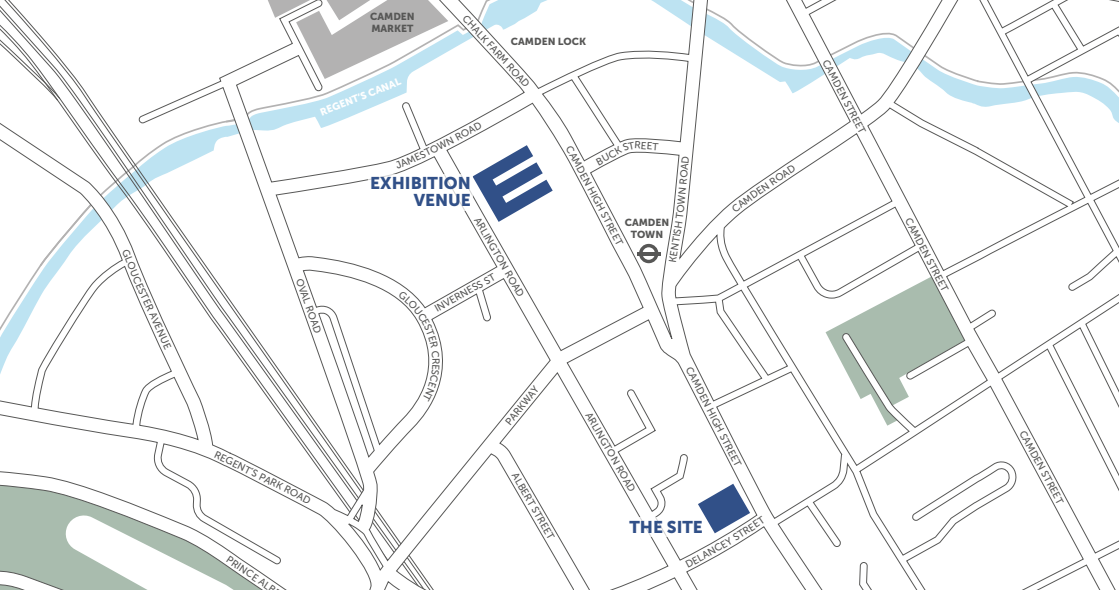 CAMDEN
MARKET
CHALK FARM ROAD
CAMDEN LOCK
REGENT'S CANAL
CAMDEN STREET
JAMESTOWN ROAD
BUCK STREET
EXHIBITION
VENUE
CAMDEN HIGH STREET
KENTISH TOWN ROAD
CAMDEN ROAD
CAMDEN
TOWN
ARLINGTON ROAD
CAMDEN STREET
GLOUCESTER AVENUE
OVAL ROAD
INVERNESS ST
GLOUCESTER CRESCENT
PARKWAY
CAMDEN HIGH STREET
ARLINGTON ROAD
REGENT'S PARK ROAD
ALBERT STREET
CAMDEN STREET
THE SITE
DELANCEY STREET
PRINCE ALBA